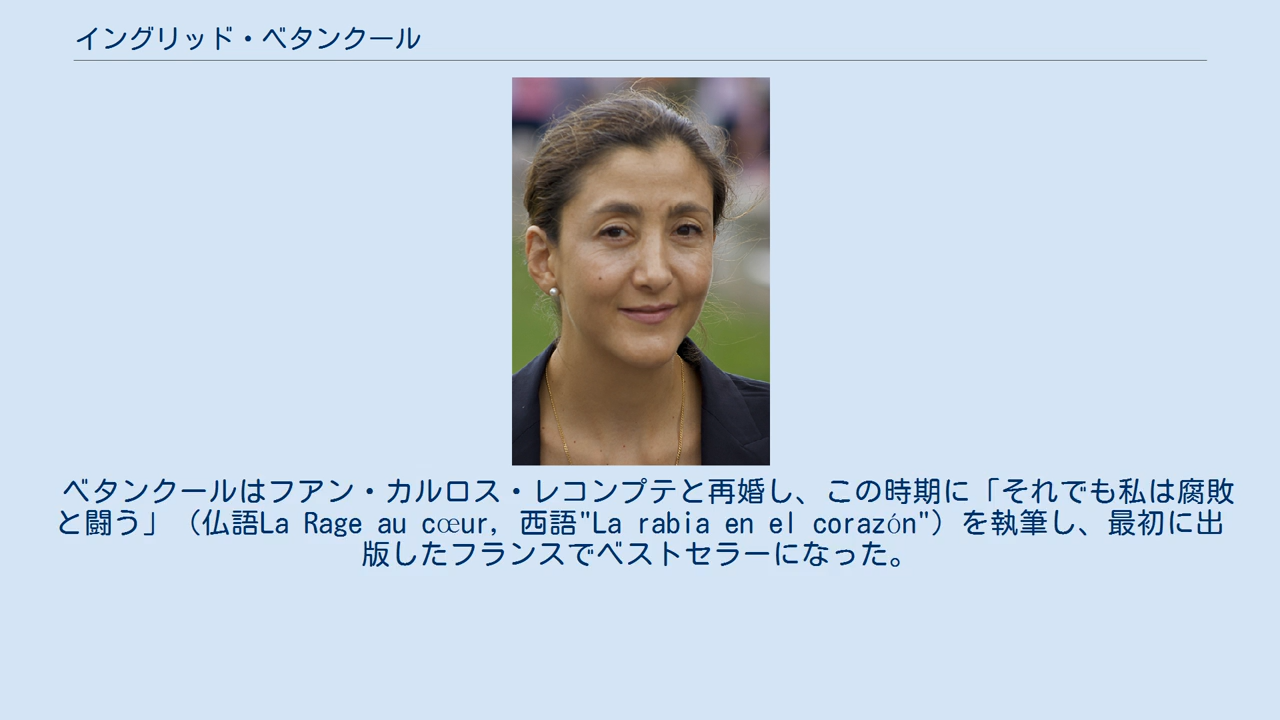 イングリッド・ベタンクール
ベタンクールはフアン・カルロス・レコンプテと再婚し、この時期に「それでも私は腐敗
と闘う」（仏語La Rage au cœur, 西語"La rabia en el corazón"）を執筆し、最初に出
版したフランスでベストセラーになった。